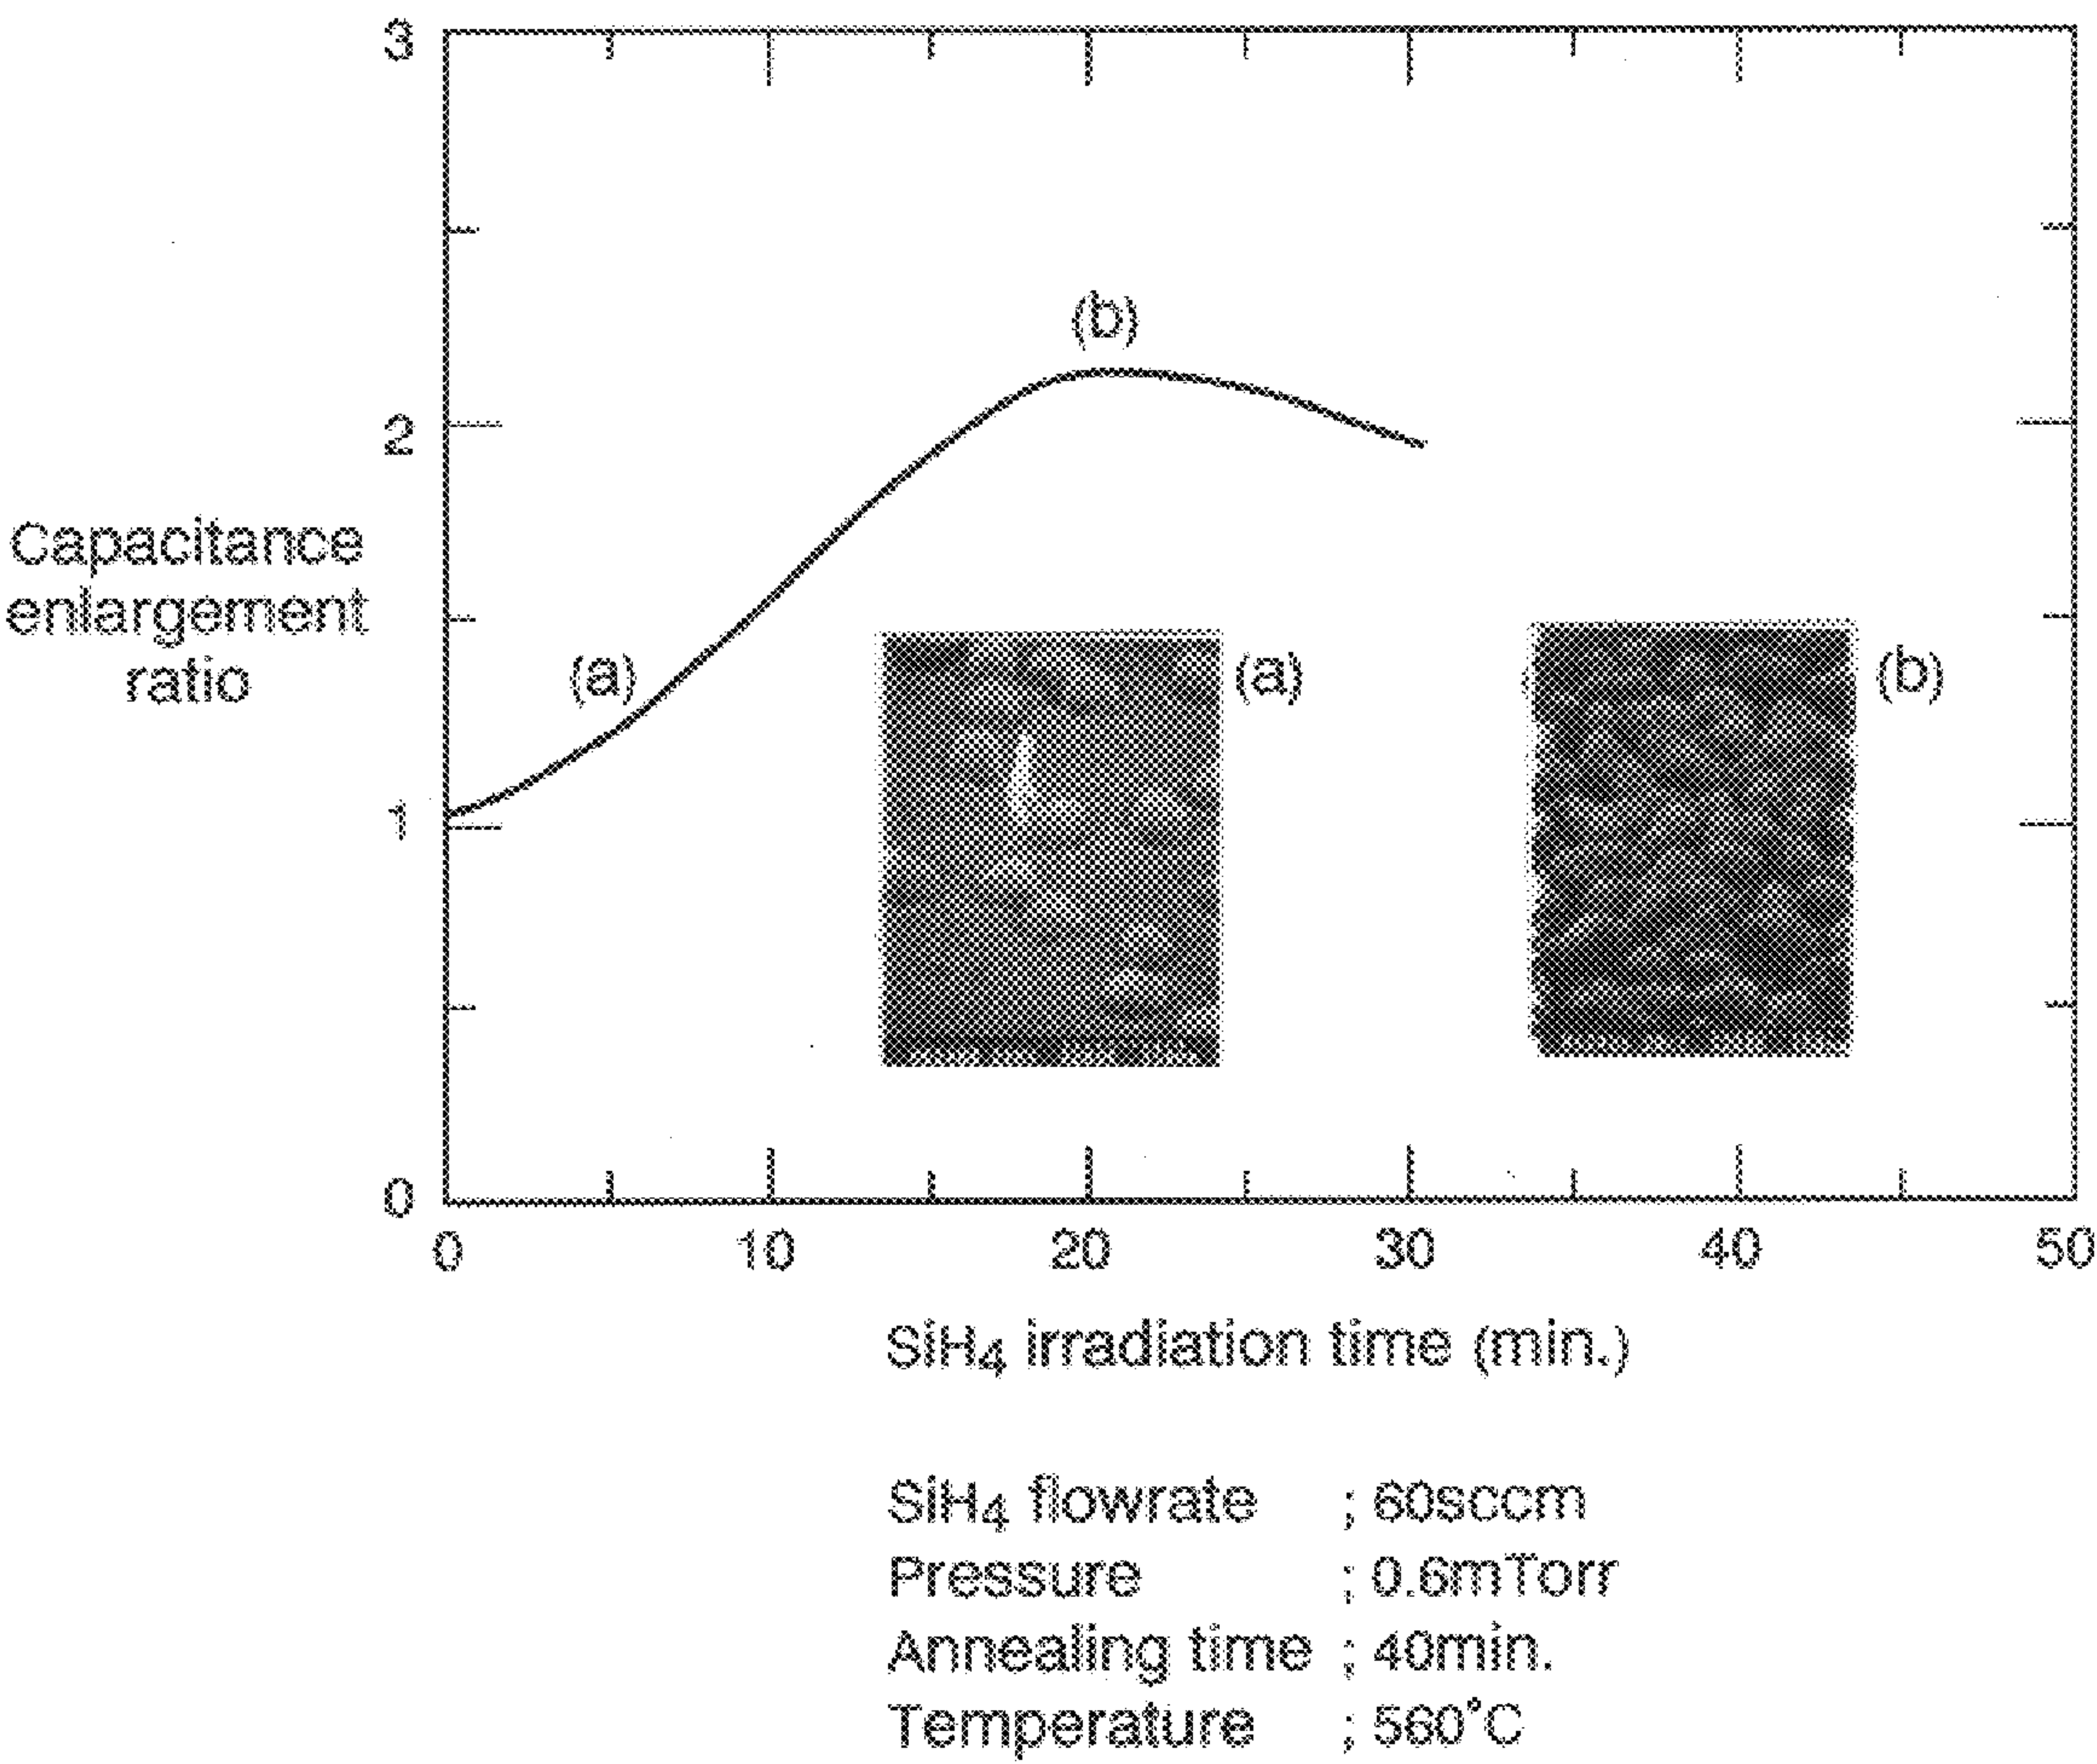 3
2
1
0
Capacitance
enlargement
ratio
(a)
(b)
(a)
(b)
0 10 20 30 40 50
SiH4 irradiation time (min.)
SiH4 flowrate ; 60sccm
Pressure ; 0.6mTorr
Annealing time ; 40min.
Temperature ; 560°C